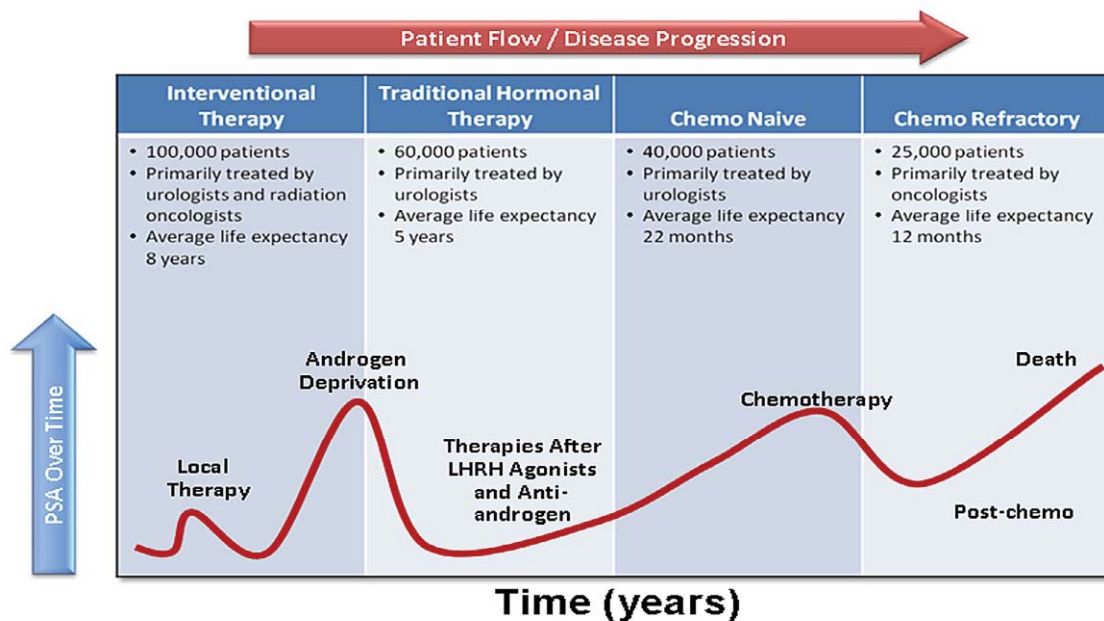 Patient Flow / Disease Progression
Interventional
Therapy
• 100,000 patients
• Primarily treated by
urologists and radiation
oncologists
• Average life expectancy
8 years
Traditional Hormonal
Therapy
• 60,000 patients
• Primarily treated by
urologists
• Average life expectancy
5 years
Chemo Naive
• 40,000 patients
• Primarily treated by
urologists
• Average life expectancy
22 months
Chemo Refractory
• 25,000 patients
• Primarily treated by
oncologists
• Average life expectancy
12 months
PSA Over Time
Local
Therapy
Androgen
Deprivation
Therapies After
LHRH Agonists
and Anti-
androgen
Chemotherapy
Death
Post-chemo
Time (years)